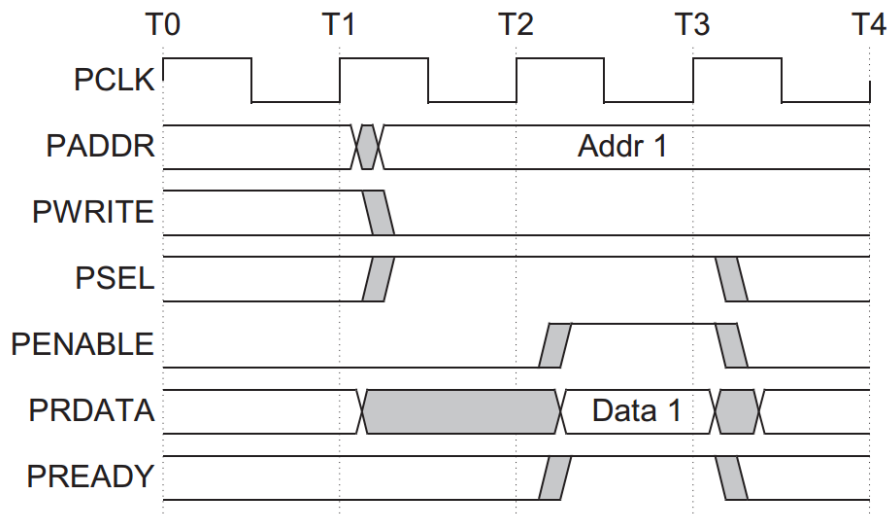 T0 T1 T2 T3 T4
PCLK
PADDR Addr 1
PWRITE
PSEL
PENABLE
PRDATA Data 1
PREADY